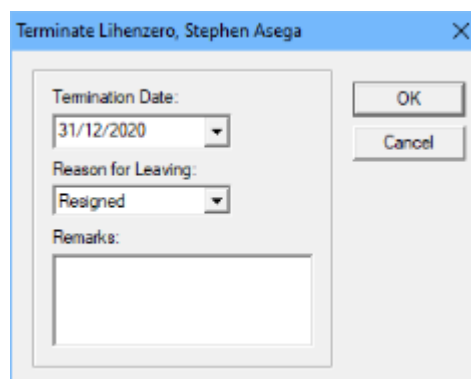 Terminate Lihenzero, Stephen Asega
Termination Date:
31/12/2020
Reason for Leaving:
Resigned
Remarks:
OK
Cancel